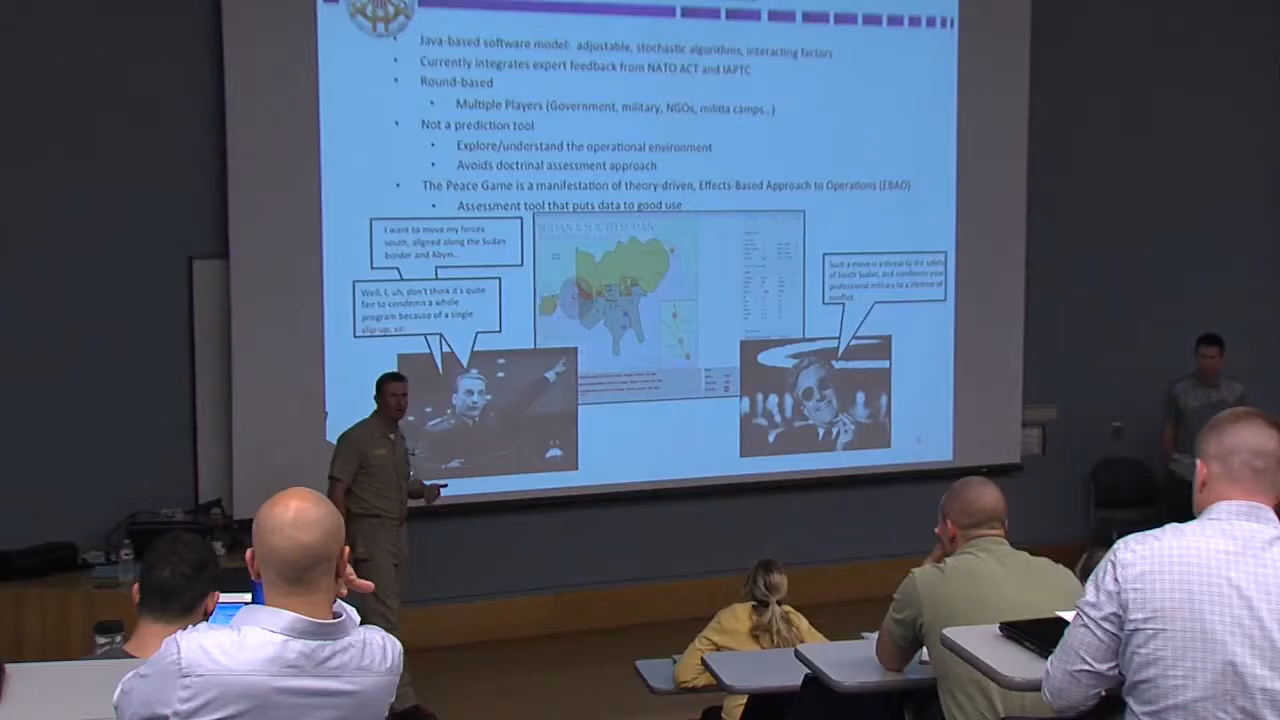 Java-based software model: adjustable, stochastic algorithms, interacting factors
Currently integrates expert feedback from NATO ACT and IAPTC
Round-based
Multiple Players (Government, military, NGOs, militia camps..)
Not a prediction tool
Explore/understand the operational environment
Avoids doctrinal assessment approach
The Peace Game is a manifestation of theory-driven, Effects-Based Approach to Operations (EBAO)
Assessment tool that puts data to good use
I want to move my forces
south, aligned along the Sudan
border and Abyei...
Well, I, uh, don't think it's quite
fair to condemn a whole
program because of a single
slip-up, sir.
SUDAN & SOUTH SUDAN
Such a move is a threat to the safety
of South Sudan, and condemns your
professional military to a lifetime of
conflict.